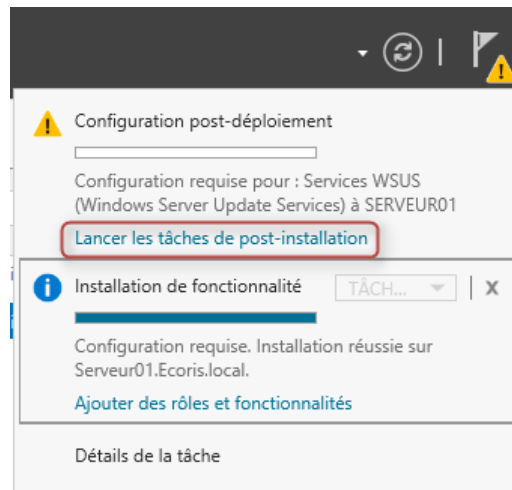 Configuration post-déploiement
Configuration requise pour : Services WSUS
(Windows Server Update Services) à SERVEUR01
Lancer les tâches de post-installation
Installation de fonctionnalité
TÂCH...
X
Configuration requise. Installation réussie sur
Serveur01.Ecoris.local.
Ajouter des rôles et fonctionnalités
Détails de la tâche